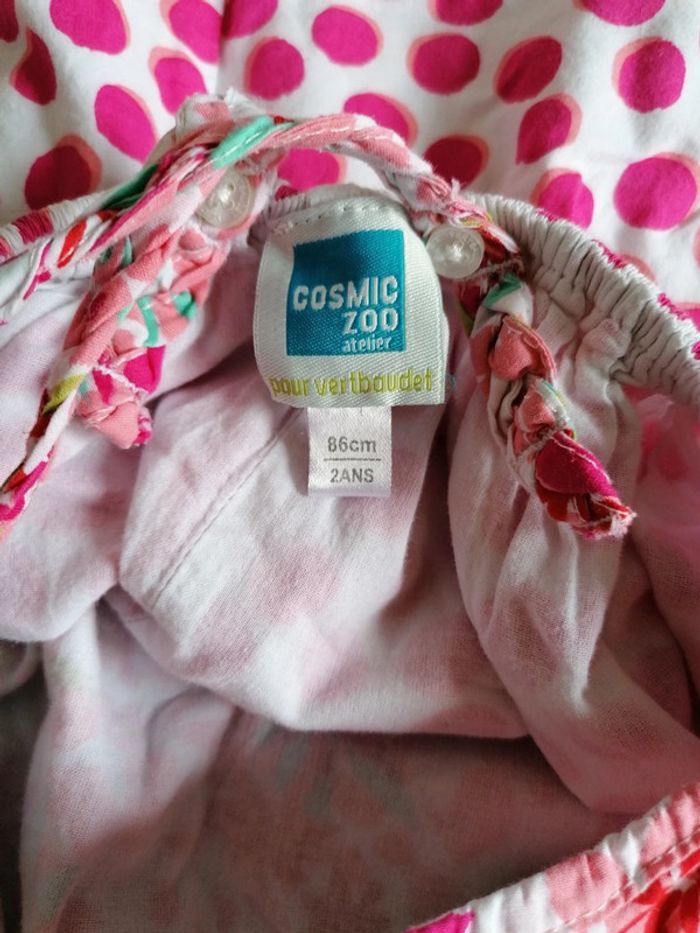 COSMIC
ZOO
atelier
pour vertbaudet
86cm
2ANS